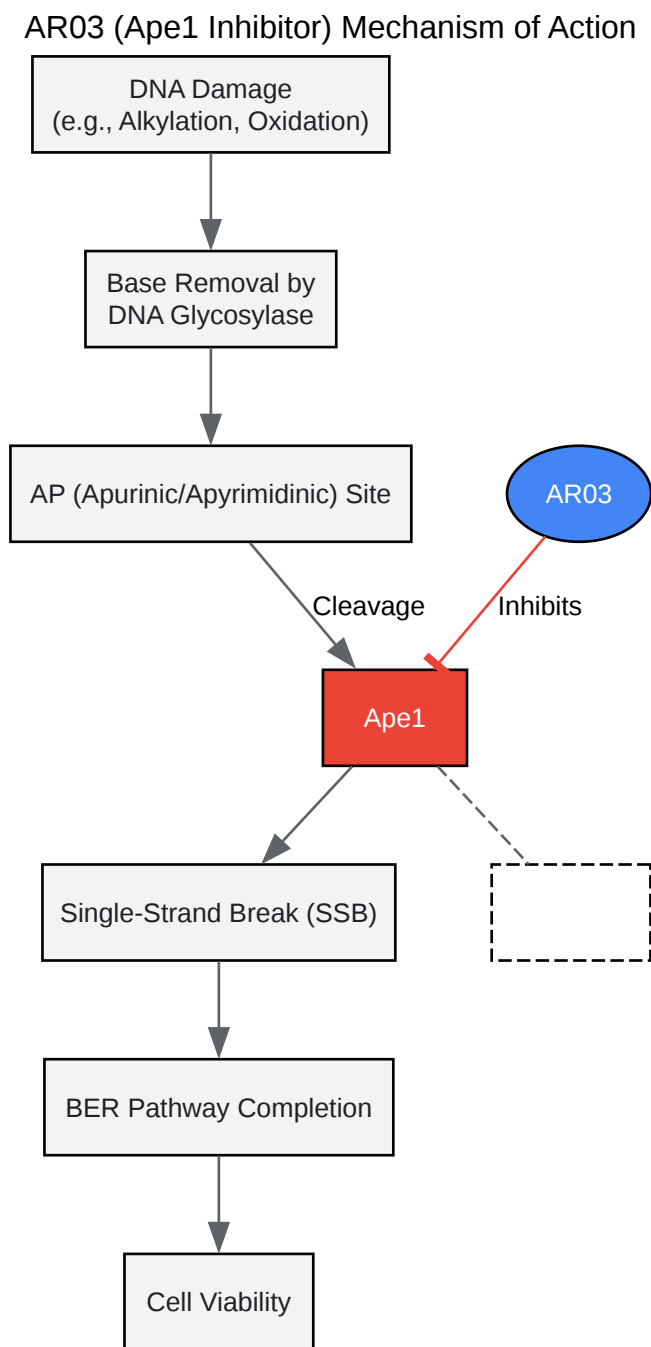 AR03 (Ape1 Inhibitor) Mechanism of Action
DNA Damage
(e.g., Alkylation, Oxidation)
Base Removal by
DNA Glycosylase
AP (Apurinic/Apyrimidinic) Site
AR03
Cleavage
Inhibits
Ape1
Single-Strand Break (SSB)
BER Pathway Completion
Cell Viability